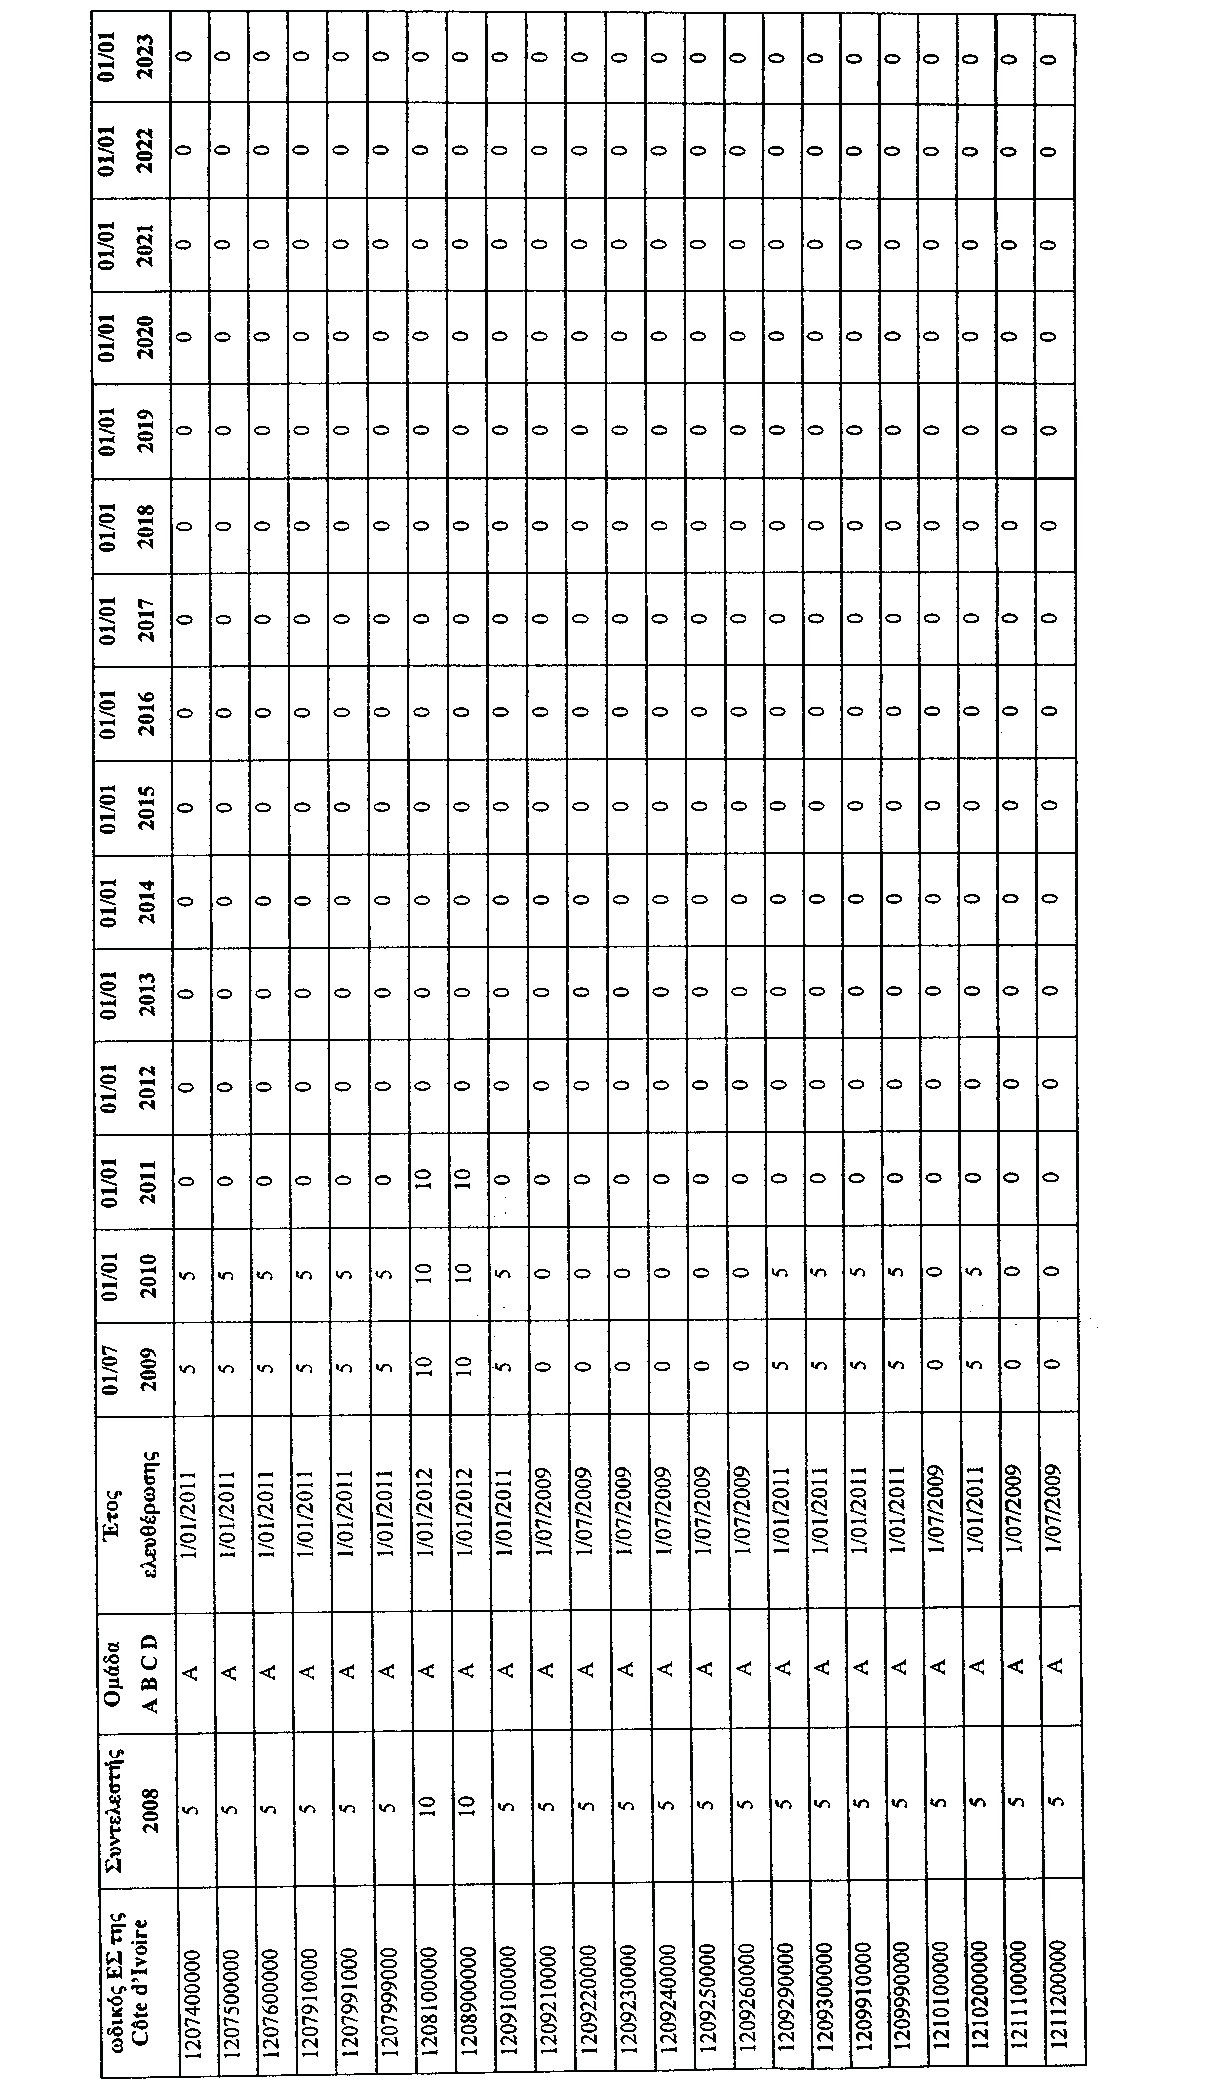 ωδικός ΕΣ της Συντελεστής Ομάδα Έτος 01/07 01/01 01/01 01/01 01/01 01/01 01/01 01/01 01/01 01/01 01/01 01/01 01/01 01/01 01/01
Côte d'Ivoire 2008 A B C D ελευθέρωσης 2009 2010 2011 2012 2013 2014 2015 2016 2017 2018 2019 2020 2021 2022 2023
1207400000 5 A 1/01/2011 5 5 0 0 0 0 0 0 0 0 0 0 0 0 0
1207500000 5 A 1/01/2011 5 5 0 0 0 0 0 0 0 0 0 0 0 0 0
1207600000 5 A 1/01/2011 5 5 0 0 0 0 0 0 0 0 0 0 0 0 0
1207910000 5 A 1/01/2011 5 5 0 0 0 0 0 0 0 0 0 0 0 0 0
1207991000 5 A 1/01/2011 5 5 0 0 0 0 0 0 0 0 0 0 0 0 0
1207999000 5 A 1/01/2011 5 5 0 0 0 0 0 0 0 0 0 0 0 0 0
1208100000 10 A 1/01/2012 10 10 10 0 0 0 0 0 0 0 0 0 0 0 0
1208900000 10 A 1/01/2012 10 10 10 0 0 0 0 0 0 0 0 0 0 0 0
1209100000 5 A 1/01/2011 5 5 0 0 0 0 0 0 0 0 0 0 0 0 0
1209210000 5 A 1/07/2009 0 0 0 0 0 0 0 0 0 0 0 0 0 0 0
1209220000 5 A 1/07/2009 0 0 0 0 0 0 0 0 0 0 0 0 0 0 0
1209230000 5 A 1/07/2009 0 0 0 0 0 0 0 0 0 0 0 0 0 0 0
1209240000 5 A 1/07/2009 0 0 0 0 0 0 0 0 0 0 0 0 0 0 0
1209250000 5 A 1/07/2009 0 0 0 0 0 0 0 0 0 0 0 0 0 0 0
1209260000 5 A 1/07/2009 0 0 0 0 0 0 0 0 0 0 0 0 0 0 0
1209290000 5 A 1/01/2011 5 5 0 0 0 0 0 0 0 0 0 0 0 0 0
1209300000 5 A 1/01/2011 5 5 0 0 0 0 0 0 0 0 0 0 0 0 0
1209910000 5 A 1/01/2011 5 5 0 0 0 0 0 0 0 0 0 0 0 0 0
1209990000 5 A 1/01/2011 5 5 0 0 0 0 0 0 0 0 0 0 0 0 0
1210100000 5 A 1/07/2009 0 0 0 0 0 0 0 0 0 0 0 0 0 0 0
1210200000 5 A 1/01/2011 5 5 0 0 0 0 0 0 0 0 0 0 0 0 0
1211100000 5 A 1/07/2009 0 0 0 0 0 0 0 0 0 0 0 0 0 0 0
1211200000 5 A 1/07/2009 0 0 0 0 0 0 0 0 0 0 0 0 0 0 0